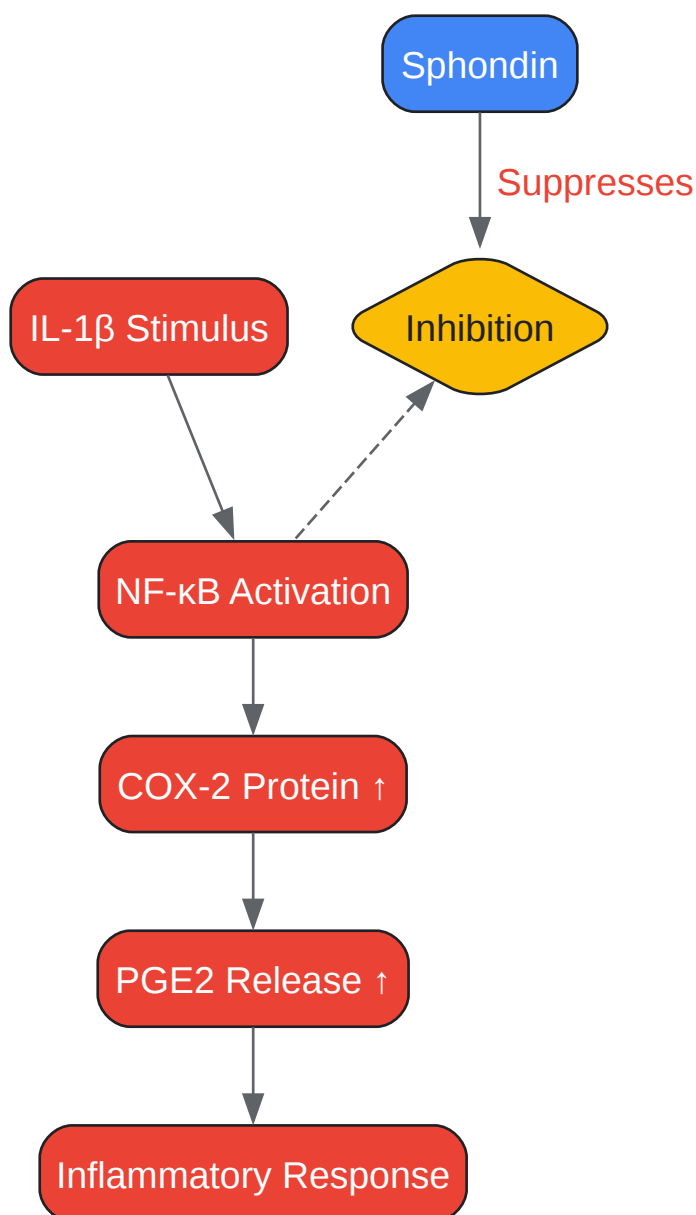 Sphondin
Suppresses
IL-1β Stimulus
Inhibition
NF-κB Activation
COX-2 Protein ↑
PGE2 Release ↑
Inflammatory Response